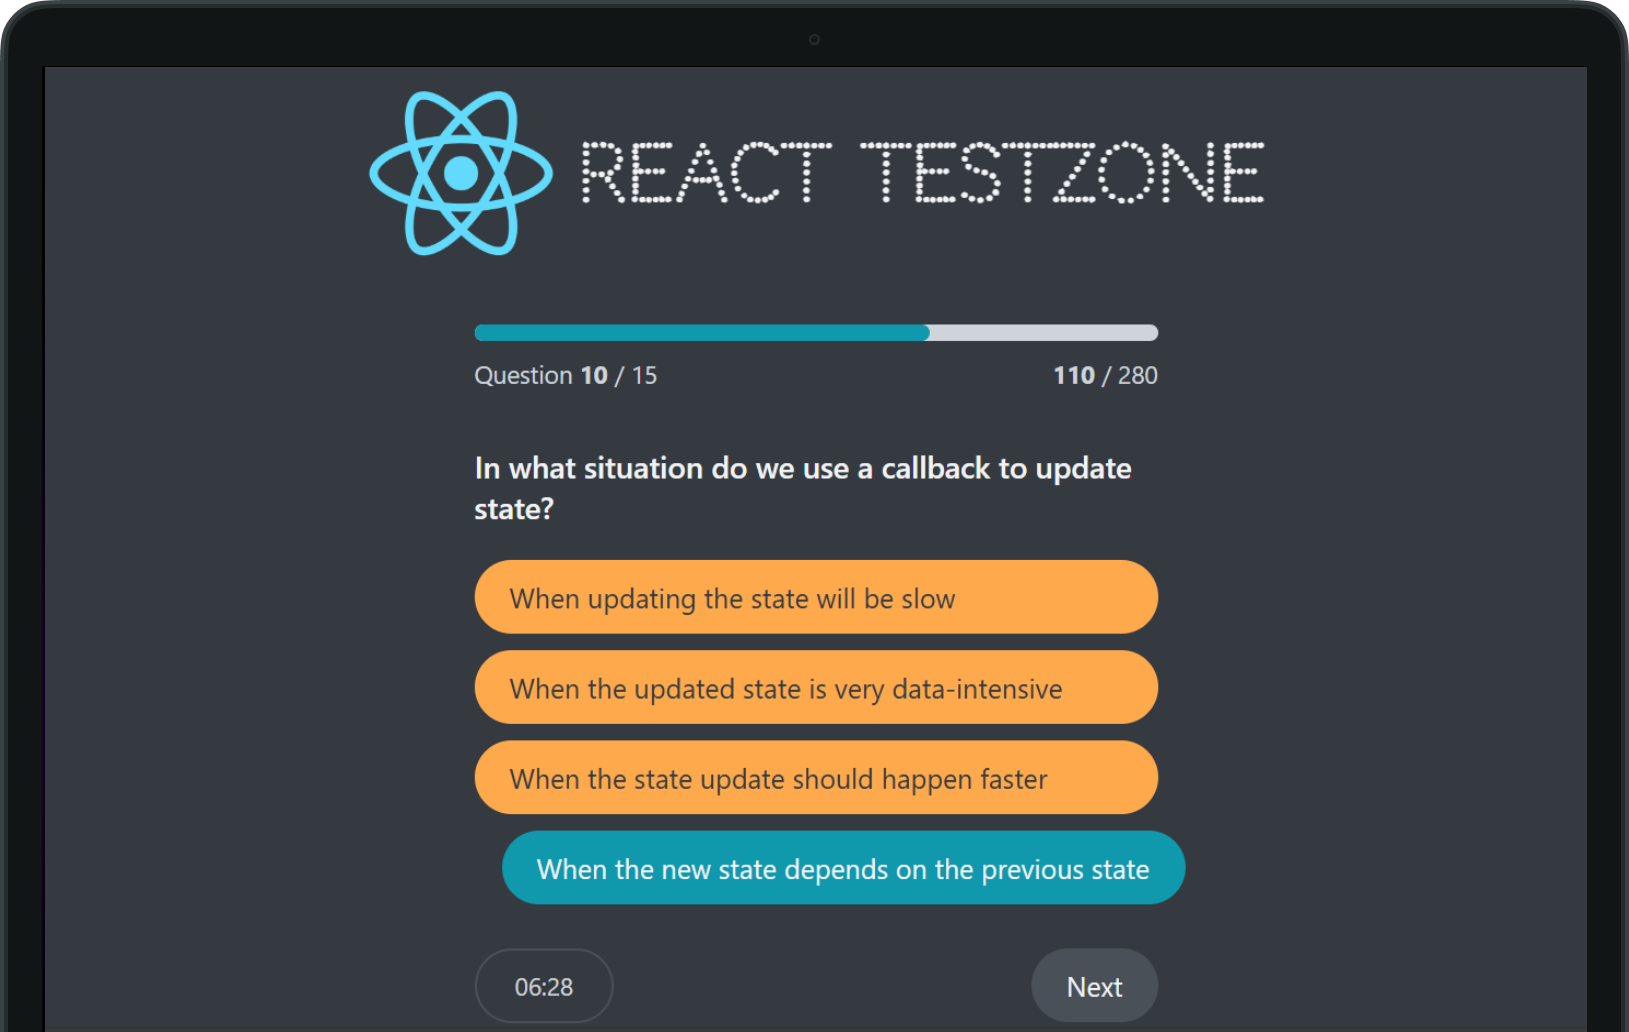 REACT TESTZONE
Question 10 / 15
110 / 280
In what situation do we use a callback to update
state?
When updating the state will be slow
When the updated state is very data-intensive
When the state update should happen faster
When the new state depends on the previous state
06:28
Next